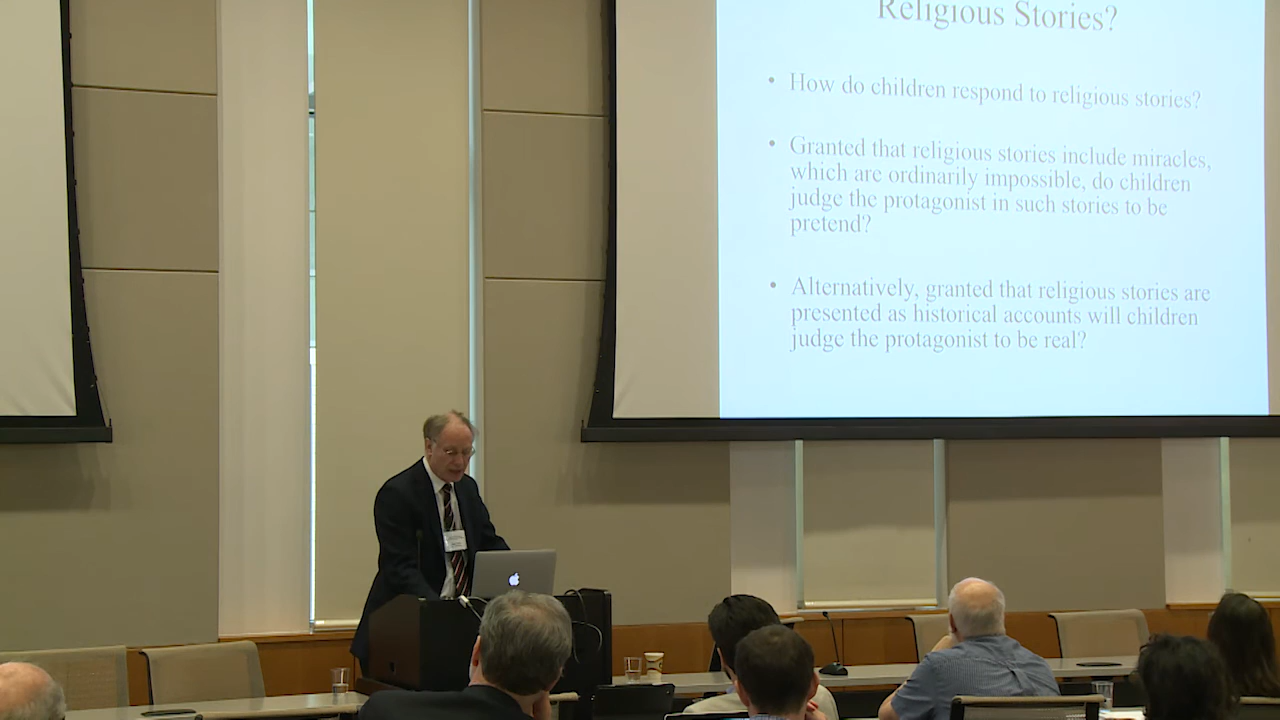 Religious Stories?
• How do children respond to religious stories?
• Granted that religious stories include miracles,
which are ordinarily impossible, do children
judge the protagonist in such stories to be
pretend?
• Alternatively, granted that religious stories are
presented as historical accounts will children
judge the protagonist to be real?